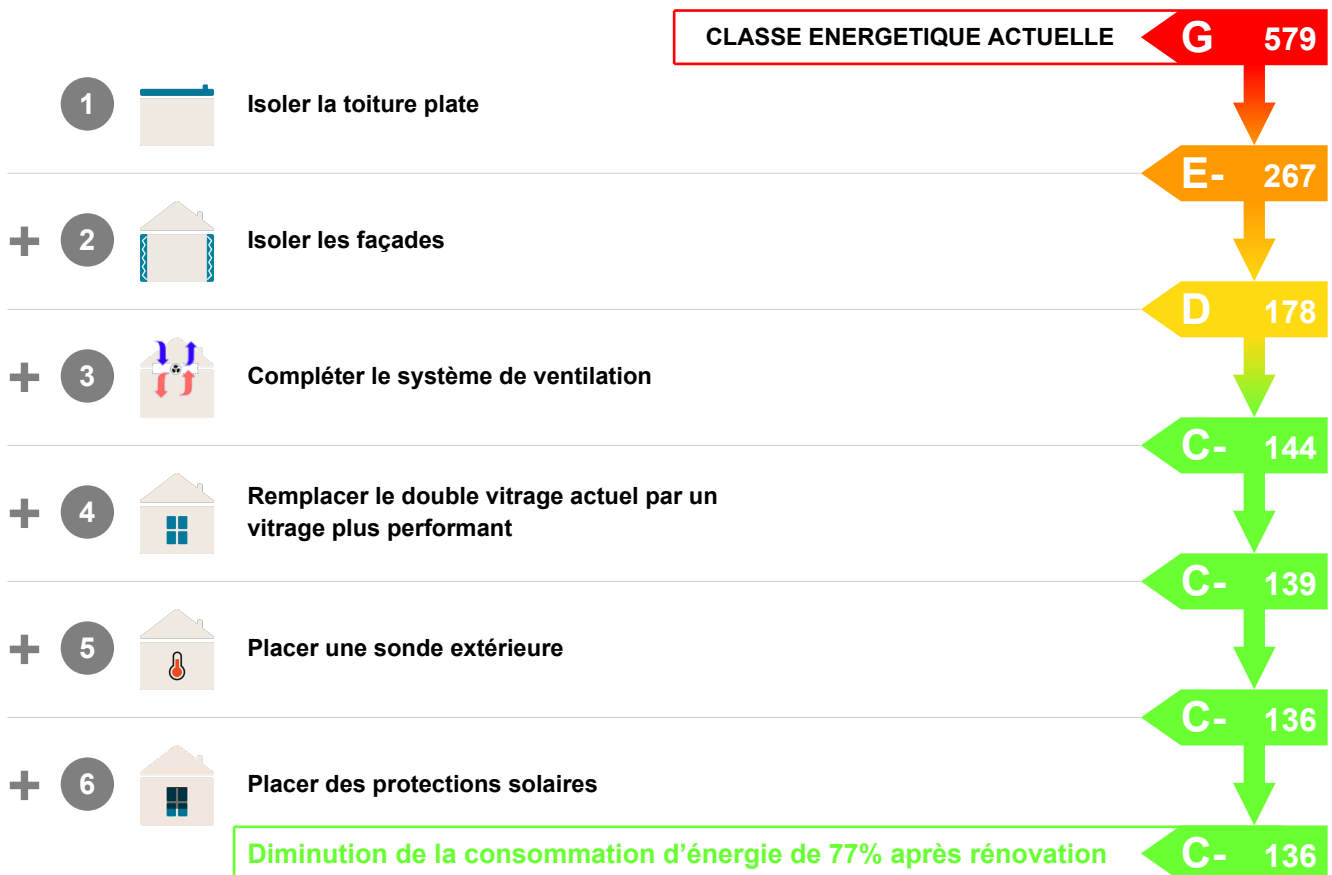 CLASSE ENERGETIQUE ACTUELLE G 579
1 Isoler la toiture plate
E- 267
+ 2 Isoler les façades
D 178
+ 3 Compléter le système de ventilation
C- 144
+ 4 Remplacer le double vitrage actuel par un
vitrage plus performant
C- 139
+ 5 Placer une sonde extérieure
C- 136
+ 6 Placer des protections solaires
Diminution de la consommation d’énergie de 77% après rénovation C- 136